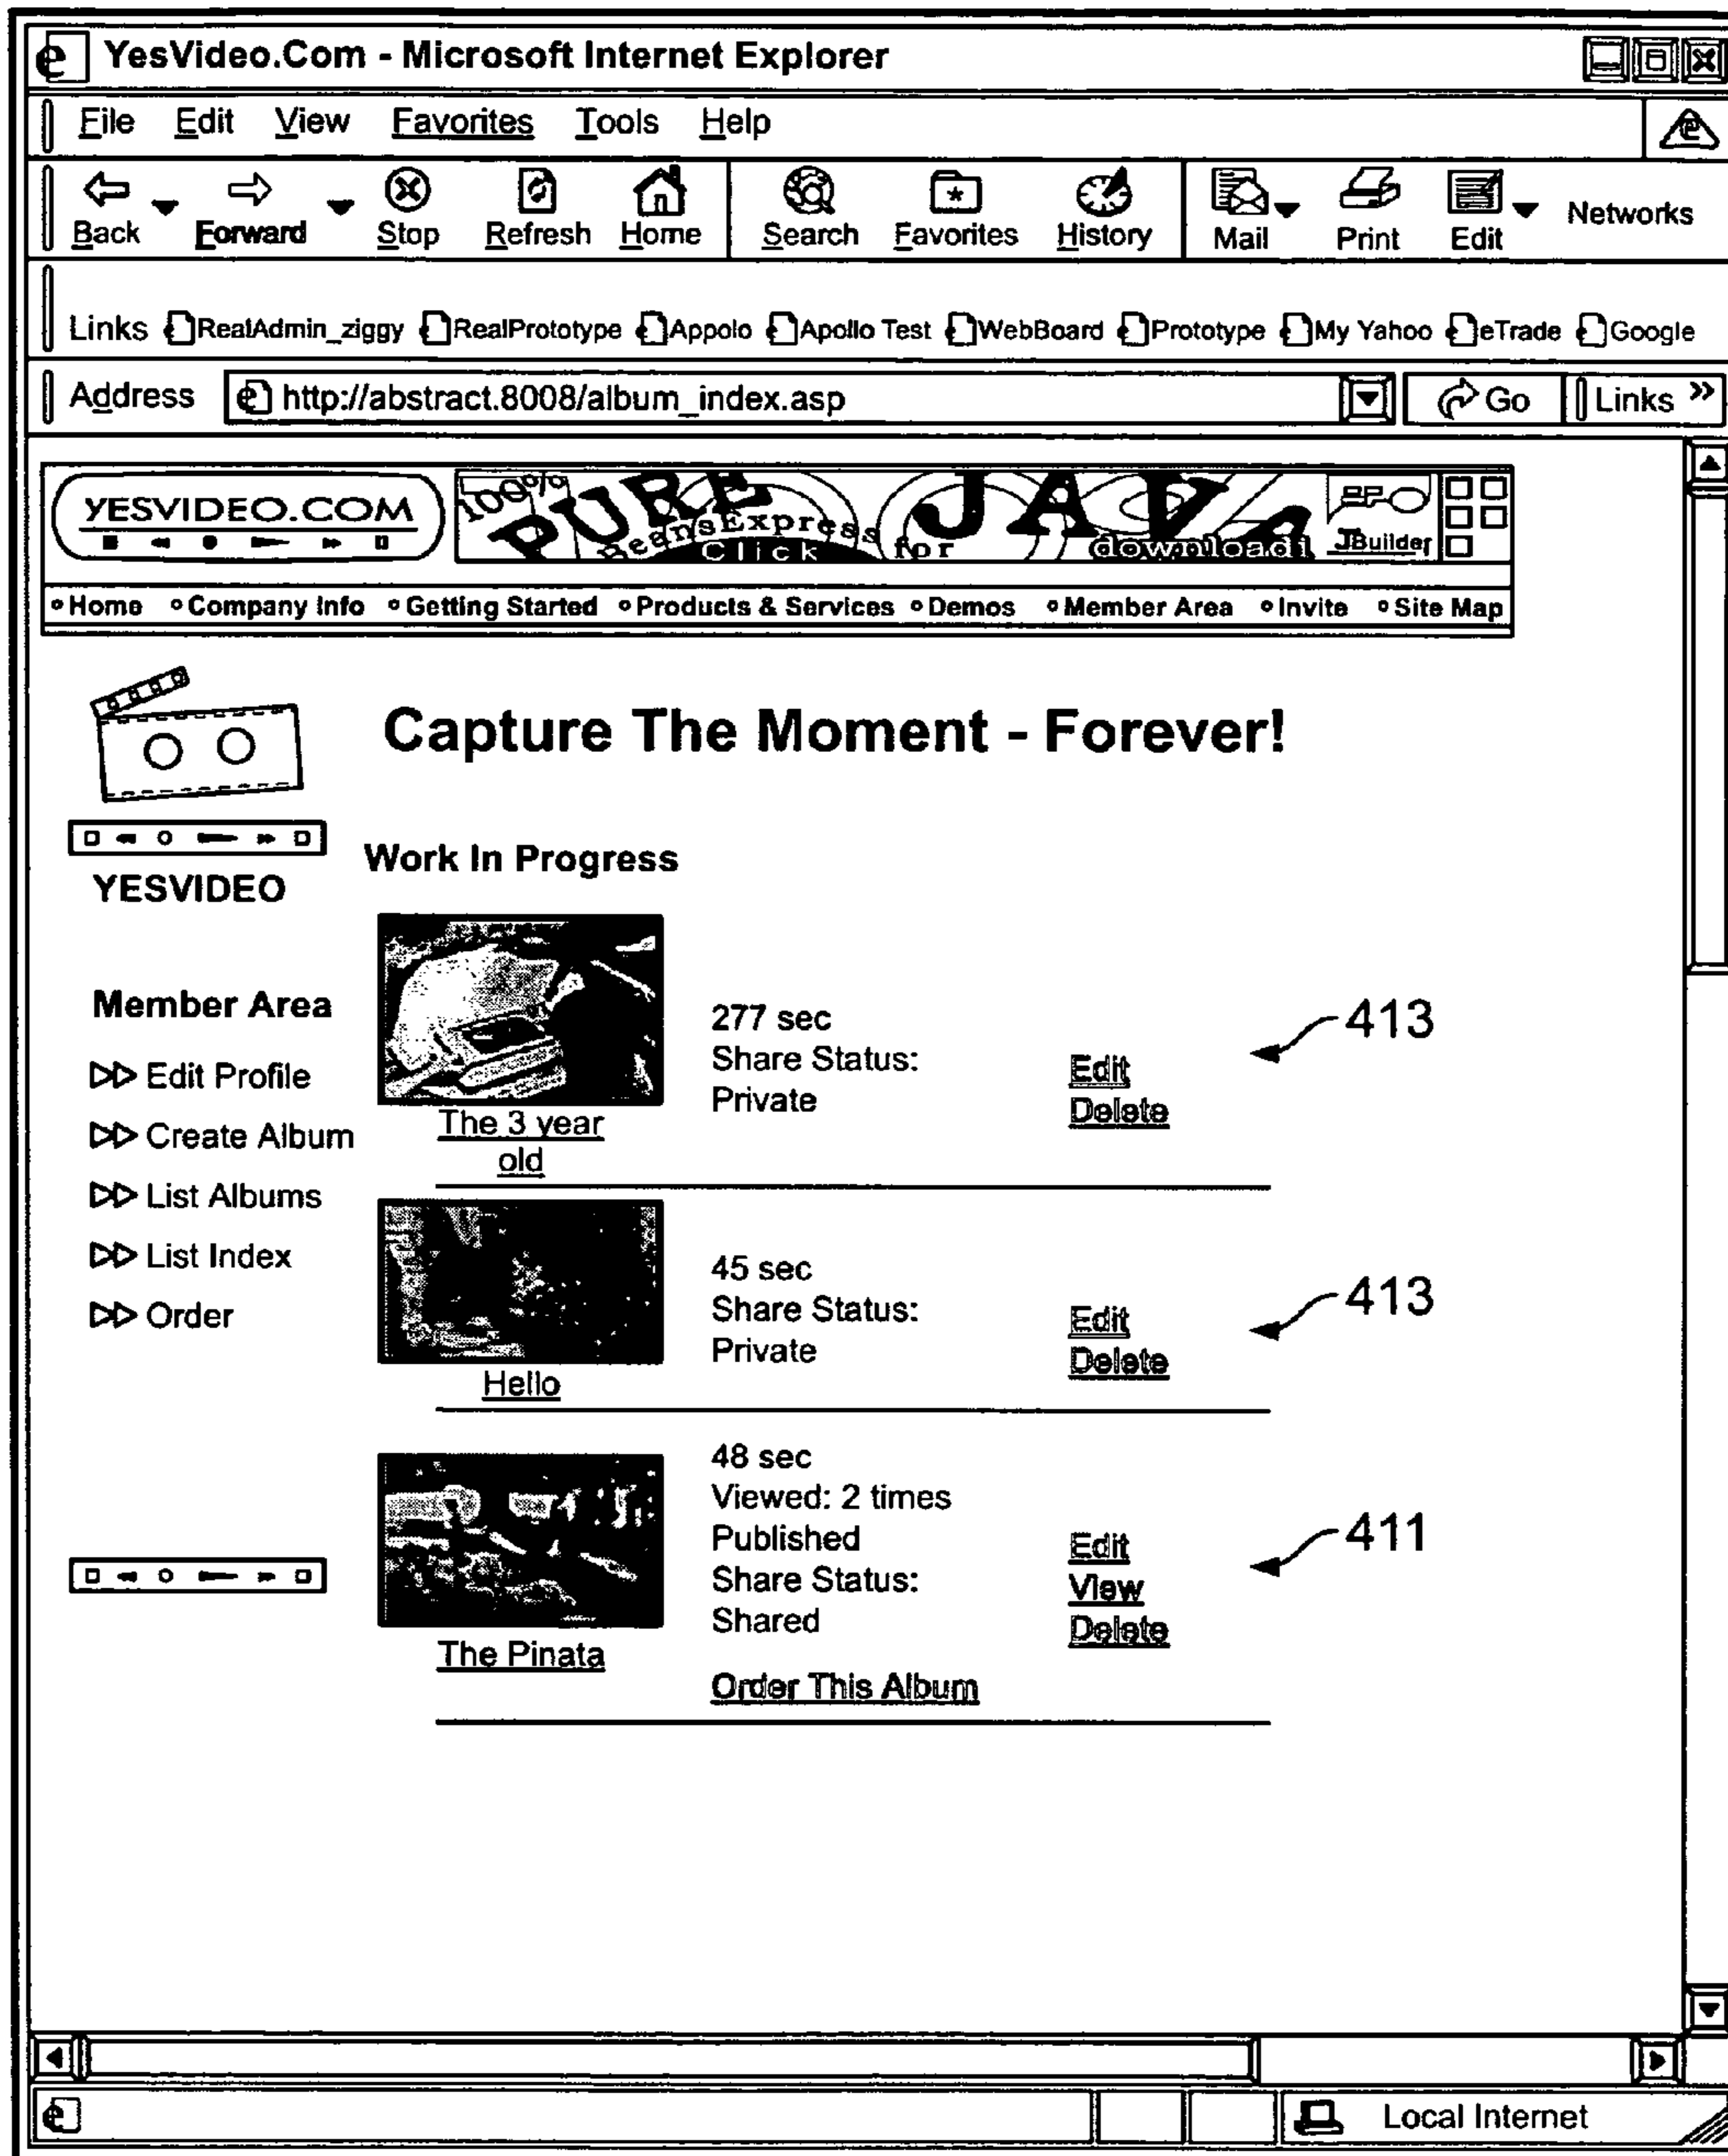 YesVideo.Com - Microsoft Internet Explorer
File Edit View Favorites Tools Help
Back Forward Stop Refresh Home Search Favorites History Mail Print Edit Networks
Links RealAdmin_ziggy RealPrototype Appolo Apollo Test WebBoard Prototype My Yahoo eTrade Google
Address http://abstract.8008/album_index.asp Go Links »
YESVIDEO.COM 100% PURE JAVA
BeansExpress for JBuilder
Click download!
Home Company Info Getting Started Products & Services Demos Member Area Invite Site Map
Capture The Moment - Forever!
YESVIDEO
Member Area
Edit Profile
Create Album
List Albums
List Index
Order
Work In Progress
277 sec
Share Status:
Private
Edit
Delete
413
The 3 year
old
45 sec
Share Status:
Private
Edit
Delete
413
Hello
48 sec
Viewed: 2 times
Published
Share Status:
Shared
Edit
View
Delete
411
The Pinata
Order This Album
Local Internet